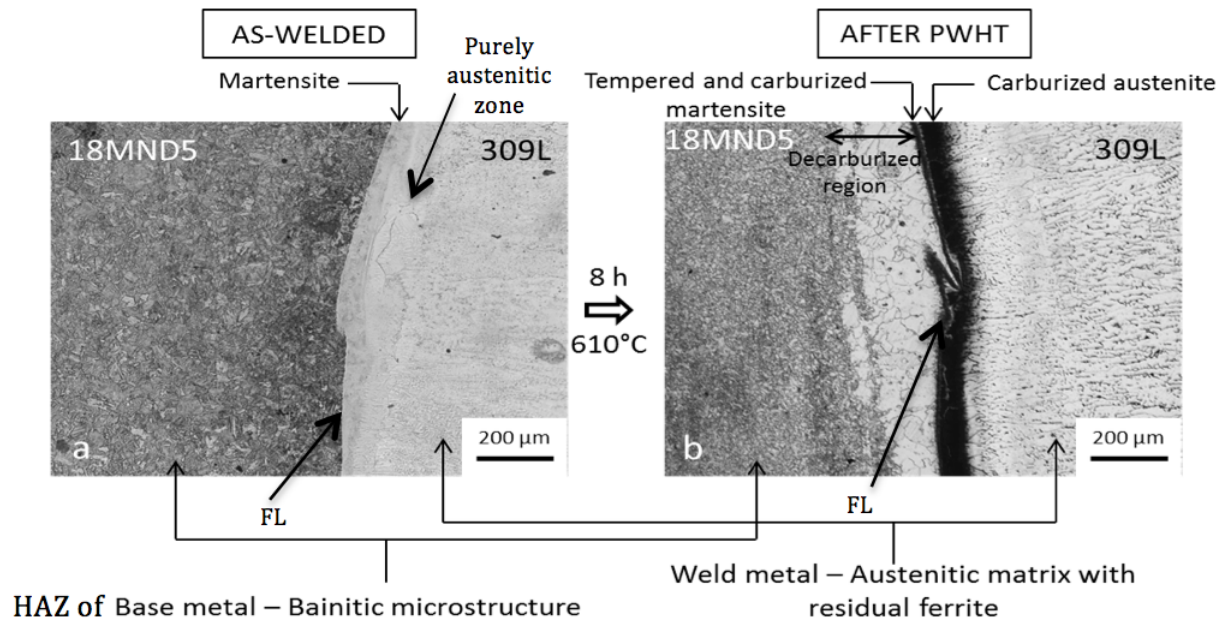 AS-WELDED
Martensite
Purely
austenitic
zone
18MND5
309L
a
200 µm
FL
8 h
610°C
AFTER PWHT
Tempered and carburized
martensite
Carburized austenite
18MND5
Decarburized
region
309L
b
200 µm
FL
HAZ of Base metal – Bainitic microstructure
Weld metal – Austenitic matrix with
residual ferrite